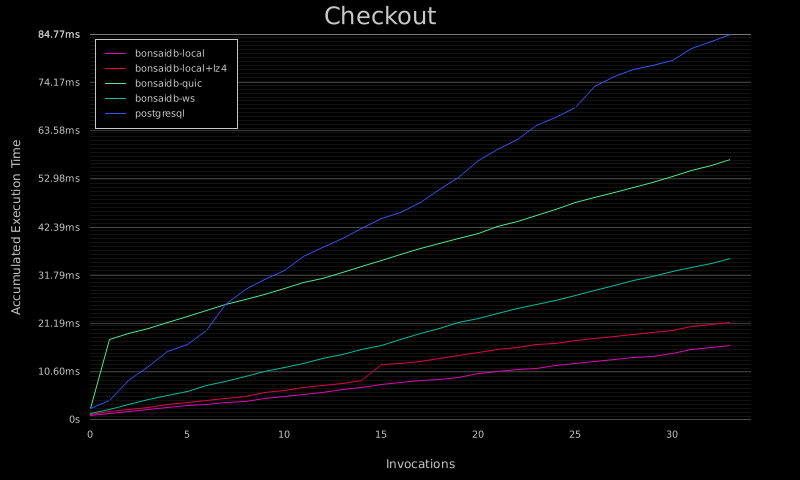 Checkout
84.77ms
74.17ms
63.58ms
52.98ms
42.39ms
31.79ms
21.19ms
10.60ms
0s
Accumulated Execution Time
bonsaidb-local
bonsaidb-local+lz4
bonsaidb-quic
bonsaidb-ws
postgresql
0 5 10 15 20 25 30
Invocations